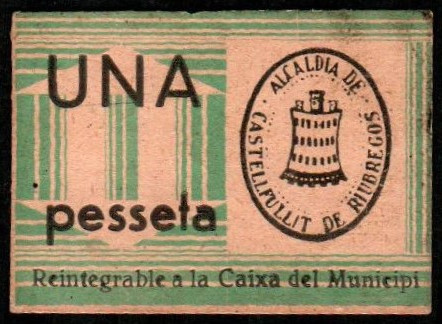 UNA
pesseta
ALCALDIA DE
CASTELLFULLIT DE RIUBREGOS
Reintegrable a la Caixa del Municipi